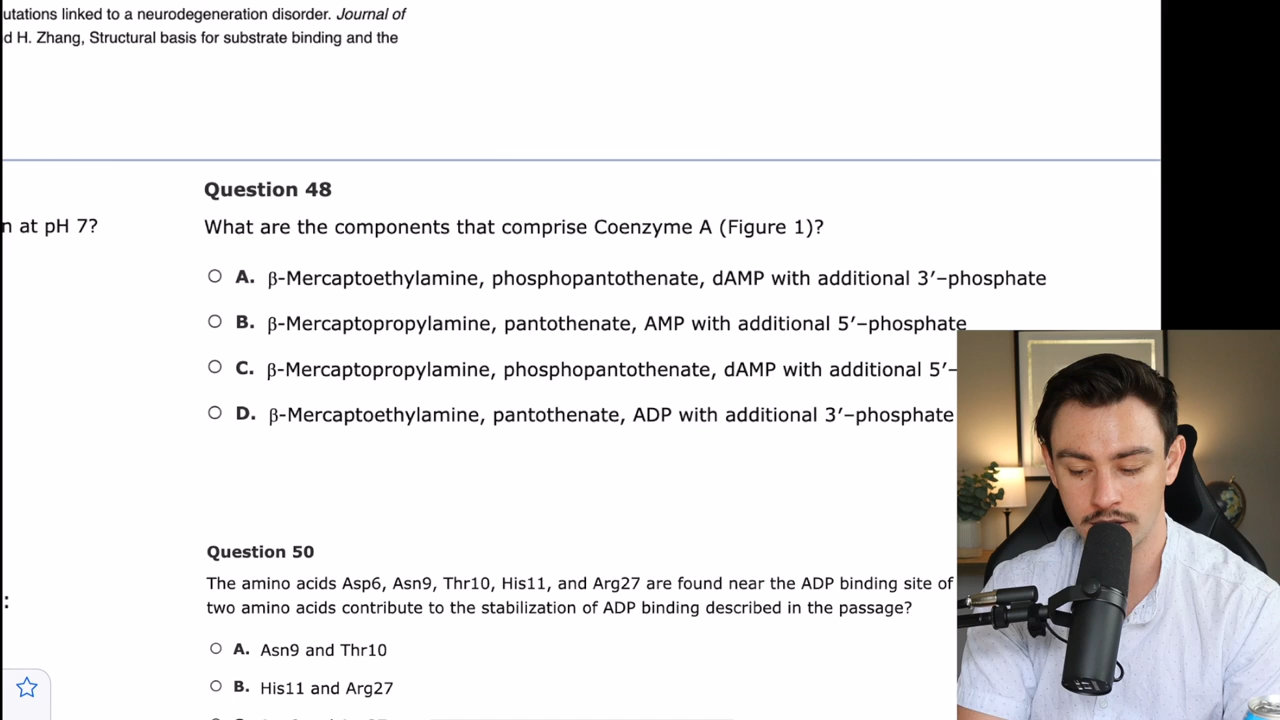 utations linked to a neurodegeneration disorder. Journal of
d H. Zhang, Structural basis for substrate binding and the
n at pH 7?
Question 48
What are the components that comprise Coenzyme A (Figure 1)?
A. β-Mercaptoethylamine, phosphopantothenate, dAMP with additional 3′–phosphate
B. β-Mercaptopropylamine, pantothenate, AMP with additional 5′–phosphate
C. β-Mercaptopropylamine, phosphopantothenate, dAMP with additional 5′–
D. β-Mercaptoethylamine, pantothenate, ADP with additional 3′–phosphate
:
Question 50
The amino acids Asp6, Asn9, Thr10, His11, and Arg27 are found near the ADP binding site of
two amino acids contribute to the stabilization of ADP binding described in the passage?
A. Asn9 and Thr10
B. His11 and Arg27